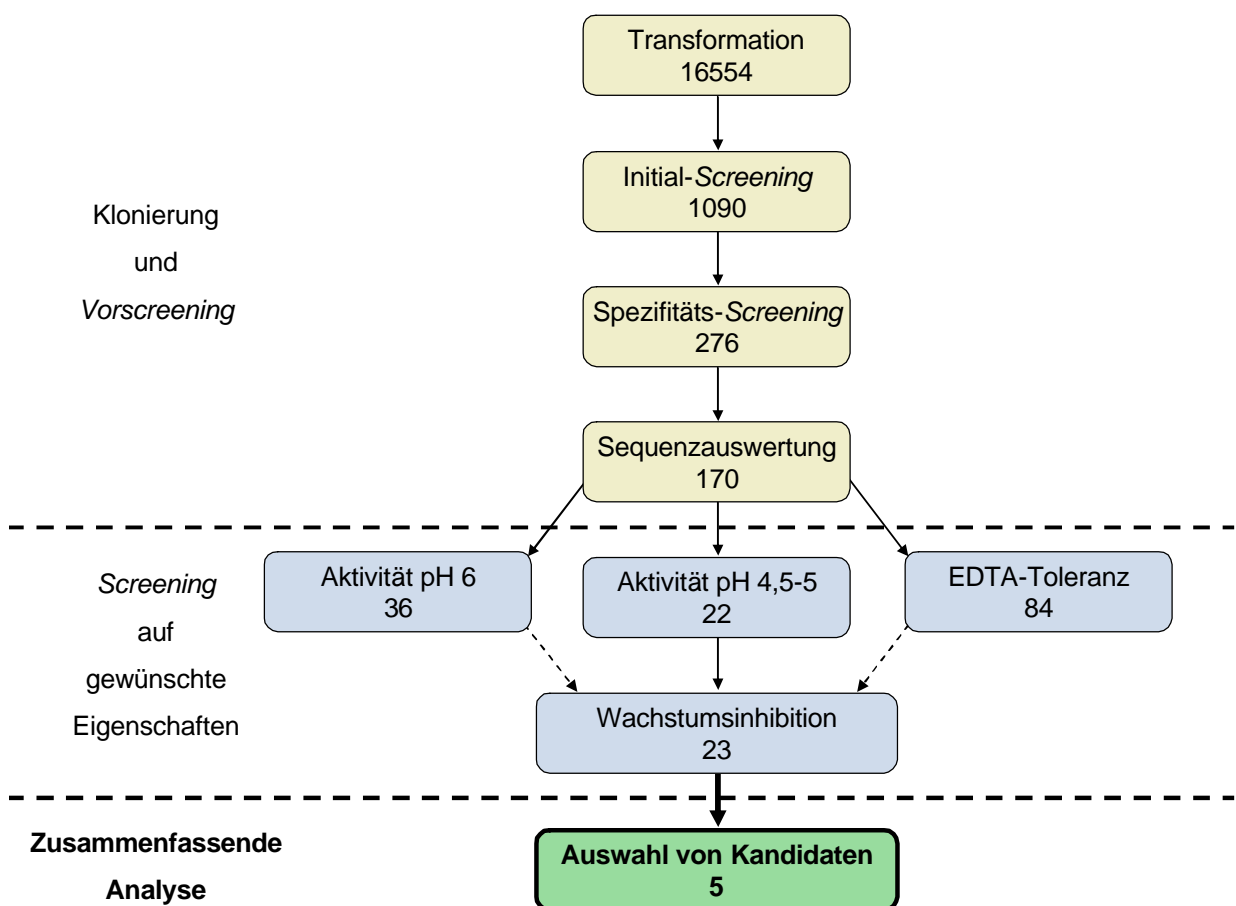 Transformation
16554
Initial-Screening
1090
Klonierung
und
Vorscreening
Spezifitäts-Screening
276
Sequenzauswertung
170
Screening
auf
gewünschte
Eigenschaften
Aktivität pH 6
36
Aktivität pH 4,5-5
22
EDTA-Toleranz
84
Wachstumsinhibition
23
Zusammenfassende
Analyse
Auswahl von Kandidaten
5